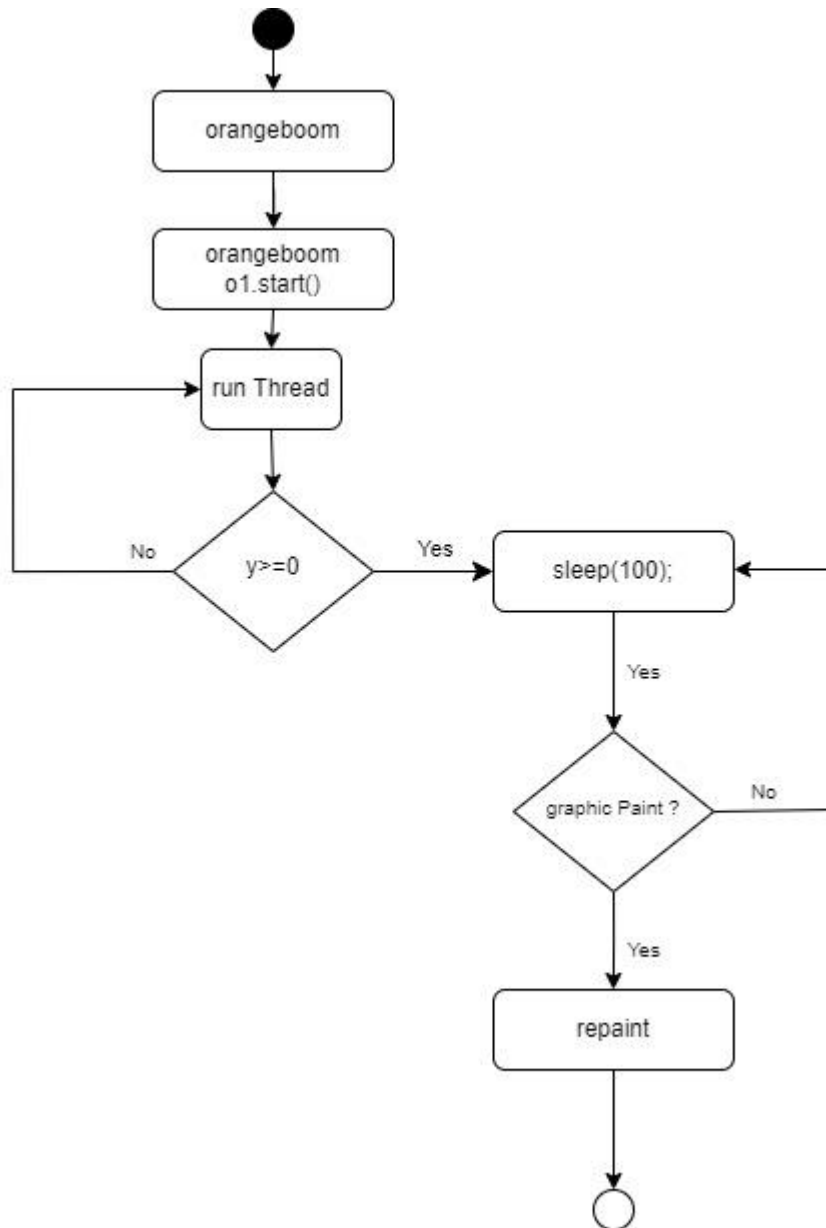 orangeboom
orangeboom
o1.start()
run Thread
No
y>=0
Yes
sleep(100);
Yes
graphic Paint ?
No
Yes
repaint